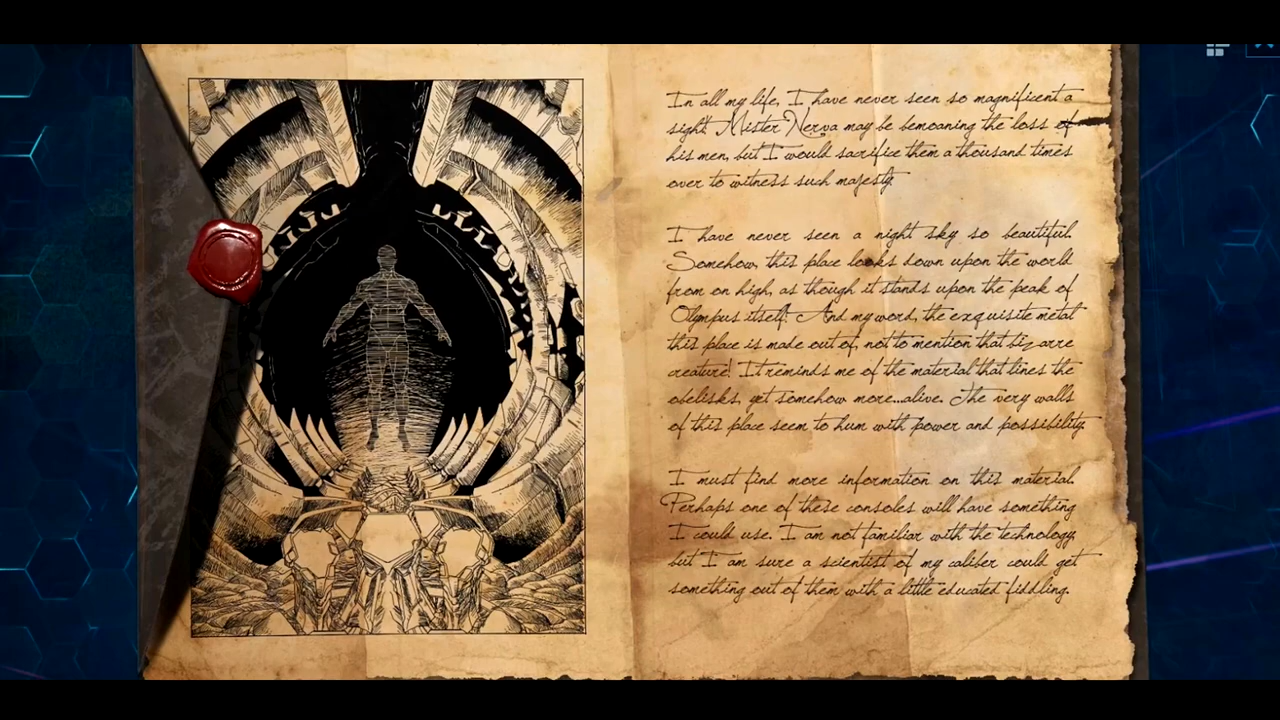 In all my life, I have never seen so magnificent a
sight. Mister Nerva may be bemoaning the loss of
his men, but I would sacrifice them a thousand times
over to witness such majesty.
I have never seen a night sky so beautiful.
Somehow, this place looks down upon the world
from on high, as though it stands upon the peak of
Olympus itself. And my word, the exquisite metal
this place is made out of, not to mention that bizarre
creature! It reminds me of the material that lines the
obelisks, yet somehow more...alive. The very walls
of this place seem to hum with power and possibility.
I must find more information on this material.
Perhaps one of these consoles will have something
I could use. I am not familiar with the technology,
but I am sure a scientist of my caliber could get
something out of them with a little educated fiddling.